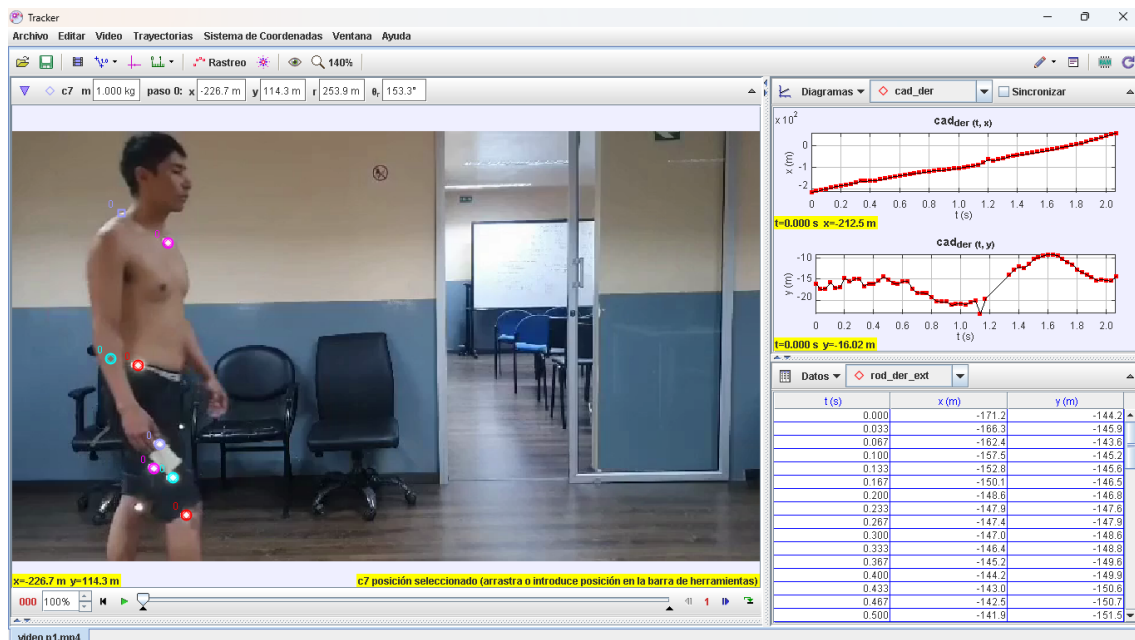 Tracker
Archivo Editar Video Trayectorias Sistema de Coordenadas Ventana Ayuda
Rastreo 140%
c7 m 1.000 kg paso 0: x -226.7 m y 114.3 m r 253.9 m θr 153.3°
Diagramas cad_der Sincronizar
x 10² cad der (t, x)
0
-1
-2
x (m)
0 0.2 0.4 0.6 0.8 1.0 1.2 1.4 1.6 1.8 2.0
t (s)
t=0.000 s x=-212.5 m
cad der (t, y)
-10
-15
-20
y (m)
0 0.2 0.4 0.6 0.8 1.0 1.2 1.4 1.6 1.8 2.0
t (s)
t=0.000 s y=-16.02 m
Datos rod_der_ext
t (s) x (m) y (m)
0.000 -171.2 -144.2
0.033 -166.3 -145.9
0.067 -162.4 -143.6
0.100 -157.5 -145.2
0.133 -152.8 -145.6
0.167 -150.1 -146.5
0.200 -148.6 -146.8
0.233 -147.9 -147.6
0.267 -147.4 -147.9
0.300 -147.0 -148.6
0.333 -146.4 -148.8
0.367 -145.2 -149.6
0.400 -144.2 -149.9
0.433 -143.0 -150.6
0.467 -142.5 -150.7
0.500 -141.9 -151.5
0
0
0
0
0
0
x=-226.7 m y=114.3 m
c7 posición seleccionado (arrastra o introduce posición en la barra de herramientas)
000 100% 1
video p1.mp4